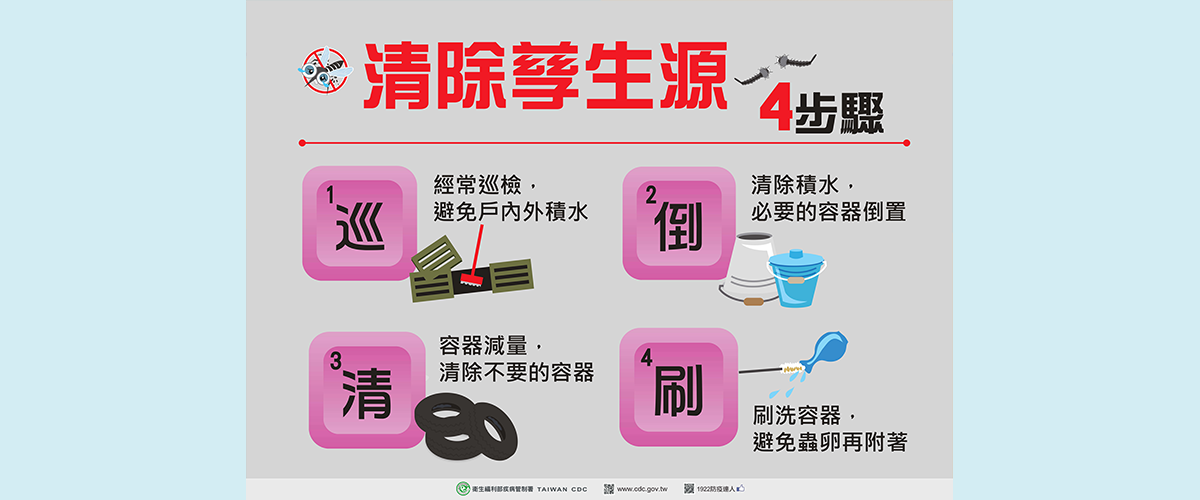 清除孳生源
4步驟
1
巡
經常巡檢，
避免戶內外積水
2
倒
清除積水，
必要的容器倒置
3
清
容器減量，
清除不要的容器
4
刷
刷洗容器，
避免蟲卵再附著
衛生福利部疾病管制署 TAIWAN CDC www.cdc.gov.tw 1922防疫達人